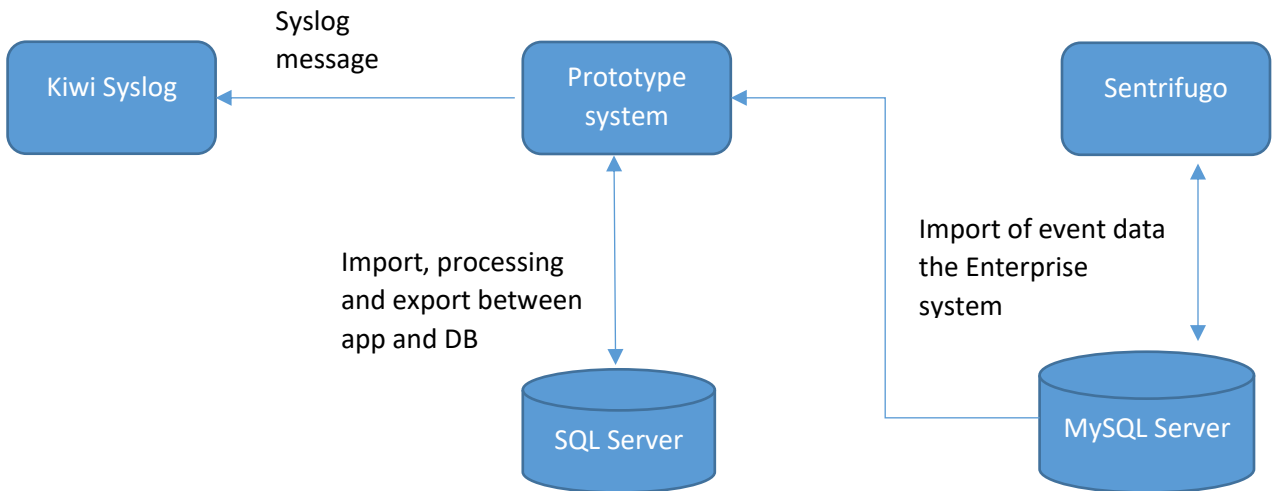 Syslog
message
Kiwi Syslog
Prototype
system
Sentrifugo
Import, processing
and export between
app and DB
Import of event data
the Enterprise
system
SQL Server
MySQL Server